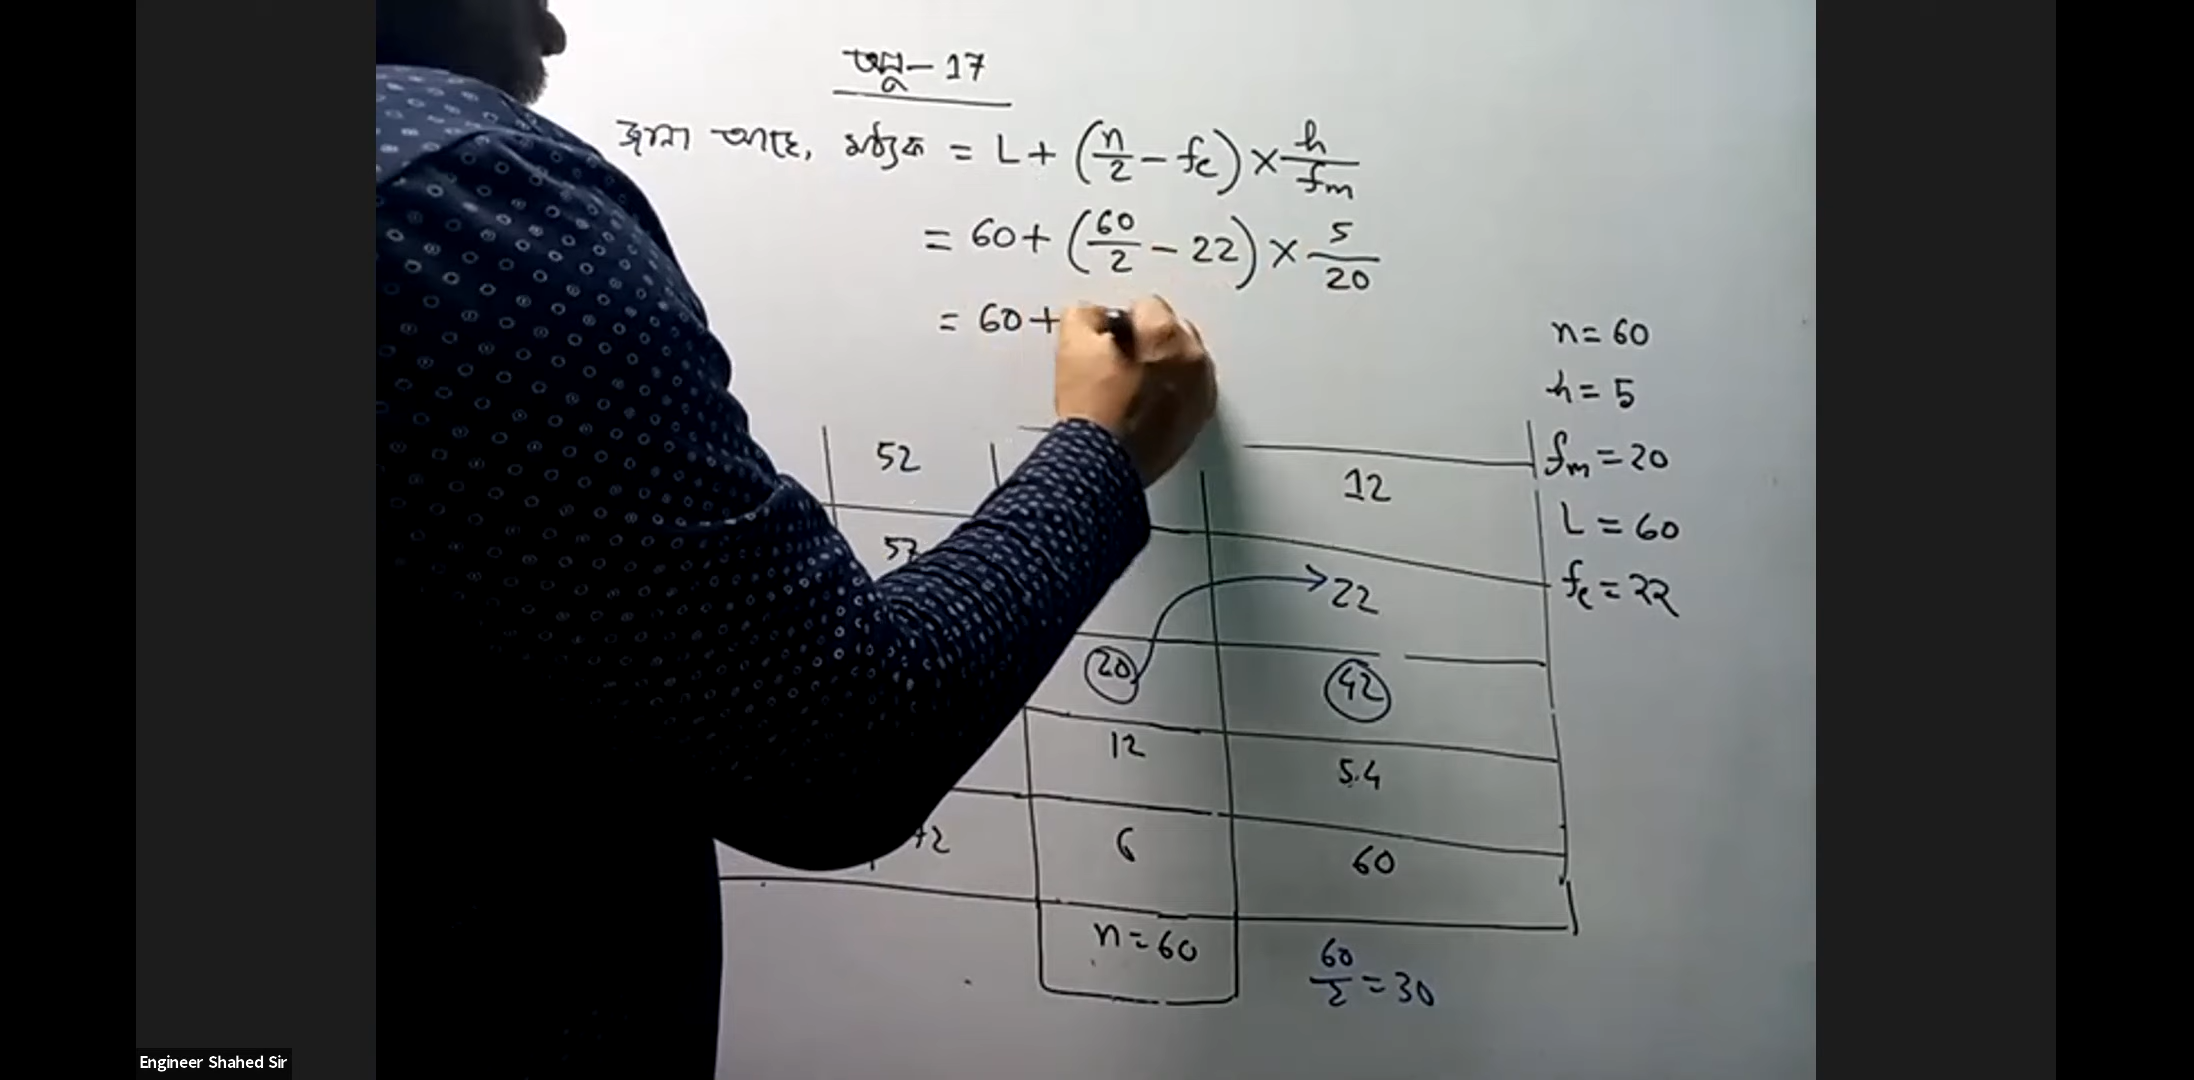 অনু-17
জানা আছে, মধ্যক = L + (n/2 - fc) × h/fm
= 60 + (60/2 - 22) × 5/20
= 60 +
n = 60
h = 5
fm = 20
L = 60
fc = 22
52 12
57 22
20 42
12 54
72 6 60
n = 60
60/2 = 30
Engineer Shahed Sir